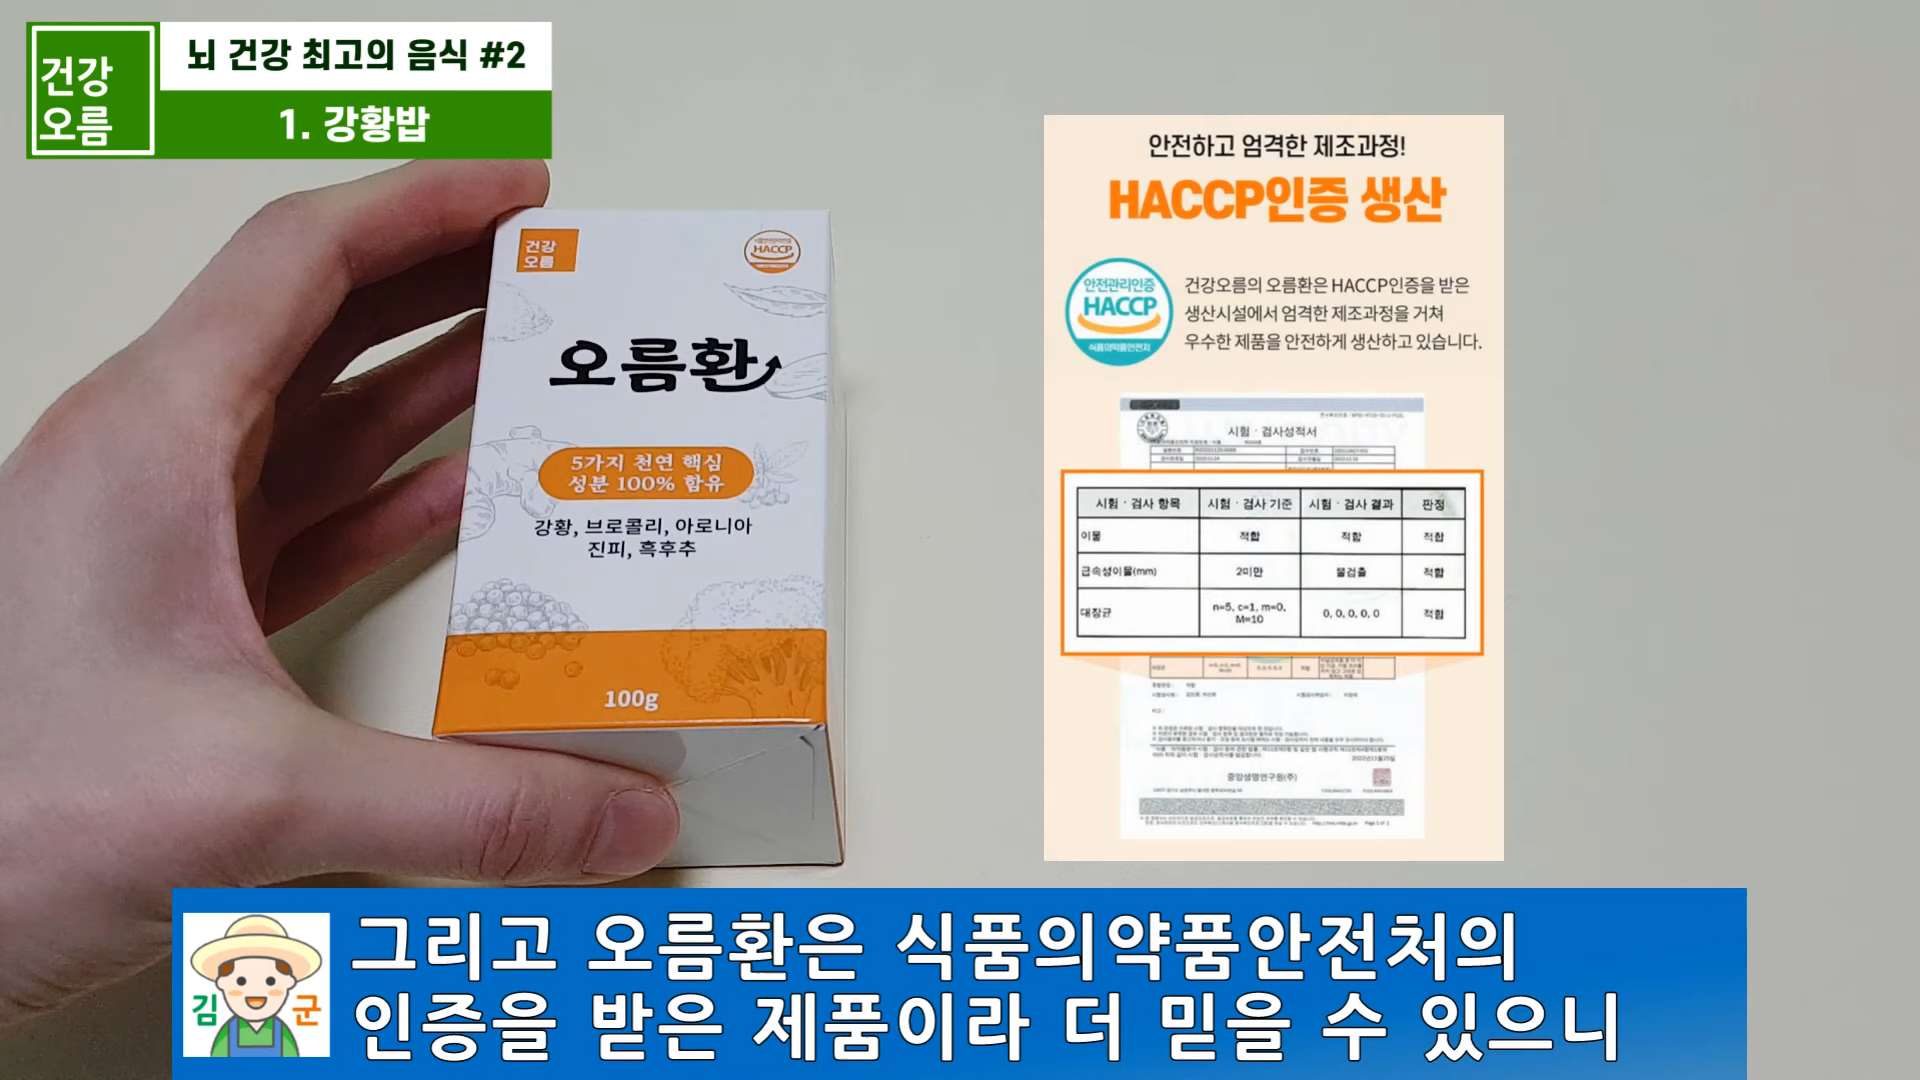 건강
오름
뇌 건강 최고의 음식 #2
1. 강황밥
건강
오름
HACCP
오름환
5가지 천연 핵심
성분 100% 함유
강황, 브로콜리, 아로니아
진피, 흑후추
100g
안전하고 엄격한 제조과정!
HACCP인증 생산
안전관리인증
HACCP
식품의약품안전처
건강오름의 오름환은 HACCP인증을 받은
생산시설에서 엄격한 제조과정을 거쳐
우수한 제품을 안전하게 생산하고 있습니다.
시험 · 검사성적서
시험 · 검사 항목 시험 · 검사 기준 시험 · 검사 결과 판정
이물 적합 적합 적합
금속성이물(mm) 2미만 불검출 적합
대장균 n=5, c=1, m=0, M=10 0, 0, 0, 0, 0 적합
중앙생명연구원(주)
김 군
그리고 오름환은 식품의약품안전처의
인증을 받은 제품이라 더 믿을 수 있으니